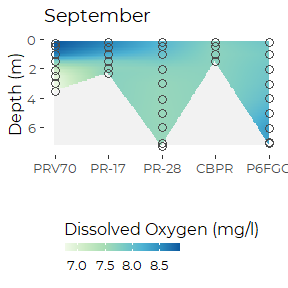 September
Depth (m)
0
2
4
6
PRV70 PR-17 PR-28 CBPR P6FGC
Dissolved Oxygen (mg/l)
7.0 7.5 8.0 8.5